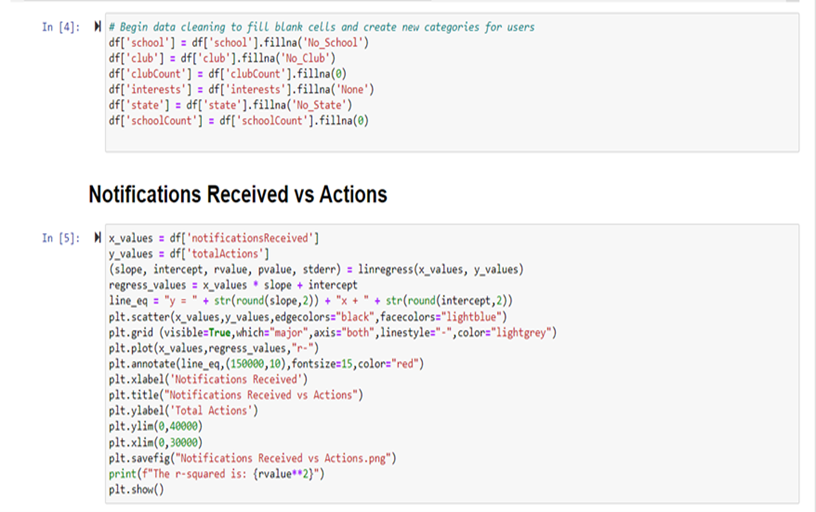 In [4]: # Begin data cleaning to fill blank cells and create new categories for users
df['school'] = df['school'].fillna('No_School')
df['club'] = df['club'].fillna('No_Club')
df['clubCount'] = df['clubCount'].fillna(0)
df['interests'] = df['interests'].fillna('None')
df['state'] = df['state'].fillna('No_State')
df['schoolCount'] = df['schoolCount'].fillna(0)
Notifications Received vs Actions
In [5]: x_values = df['notificationsReceived']
y_values = df['totalActions']
(slope, intercept, rvalue, pvalue, stderr) = linregress(x_values, y_values)
regress_values = x_values * slope + intercept
line_eq = "y = " + str(round(slope,2)) + "x + " + str(round(intercept,2))
plt.scatter(x_values,y_values,edgecolors="black",facecolors="lightblue")
plt.grid (visible=True,which="major",axis="both",linestyle="-",color="lightgrey")
plt.plot(x_values,regress_values,"r-")
plt.annotate(line_eq,(150000,10),fontsize=15,color="red")
plt.xlabel('Notifications Received')
plt.title("Notifications Received vs Actions")
plt.ylabel('Total Actions')
plt.ylim(0,40000)
plt.xlim(0,30000)
plt.savefig("Notifications Received vs Actions.png")
print(f"The r-squared is: {rvalue**2}")
plt.show()